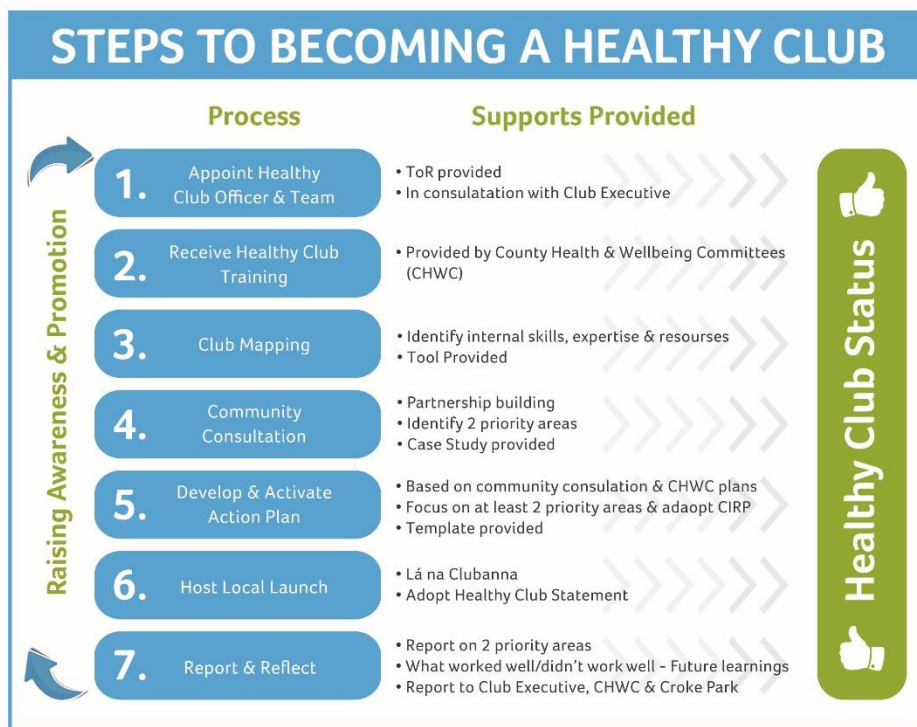 STEPS TO BECOMING A HEALTHY CLUB
Process
Supports Provided
Raising Awareness & Promotion
1.
Appoint Healthy
Club Officer & Team
• ToR provided
• In consulatation with Club Executive
2.
Receive Healthy Club
Training
• Provided by County Health & Wellbeing Committees
(CHWC)
3.
Club Mapping
• Identify internal skills, expertise & resourses
• Tool Provided
4.
Community
Consultation
• Partnership building
• Identify 2 priority areas
• Case Study provided
5.
Develop & Activate
Action Plan
• Based on community consulation & CHWC plans
• Focus on at least 2 priority areas & adaopt CIRP
• Template provided
6.
Host Local Launch
• Lá na Clubanna
• Adopt Healthy Club Statement
7.
Report & Reflect
• Report on 2 priority areas
• What worked well/didn't work well - Future learnings
• Report to Club Executive, CHWC & Croke Park
Healthy Club Status